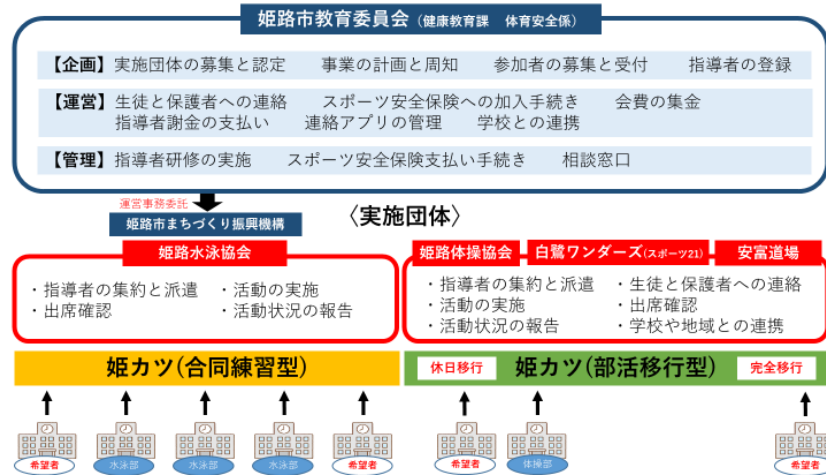 姫路市教育委員会（健康教育課　体育安全係）
【企画】実施団体の募集と認定　事業の計画と周知　参加者の募集と受付　指導者の登録
【運営】生徒と保護者への連絡　スポーツ安全保険への加入手続き　会費の集金
指導者謝金の支払い　連絡アプリの管理　学校との連携
【管理】指導者研修の実施　スポーツ安全保険支払い手続き　相談窓口
運営事務委託
姫路市まちづくり振興機構
〈実施団体〉
姫路水泳協会
・指導者の集約と派遣　・活動の実施
・出席確認　・活動状況の報告
姫路体操協会　白鷺ワンダーズ(スポーツ21)　安富道場
・指導者の集約と派遣　・生徒と保護者への連絡
・活動の実施　・出席確認
・活動状況の報告　・学校や地域との連携
姫カツ(合同練習型)
休日移行　姫カツ(部活移行型)　完全移行
希望者　水泳部　水泳部　水泳部　希望者　希望者　体操部　希望者